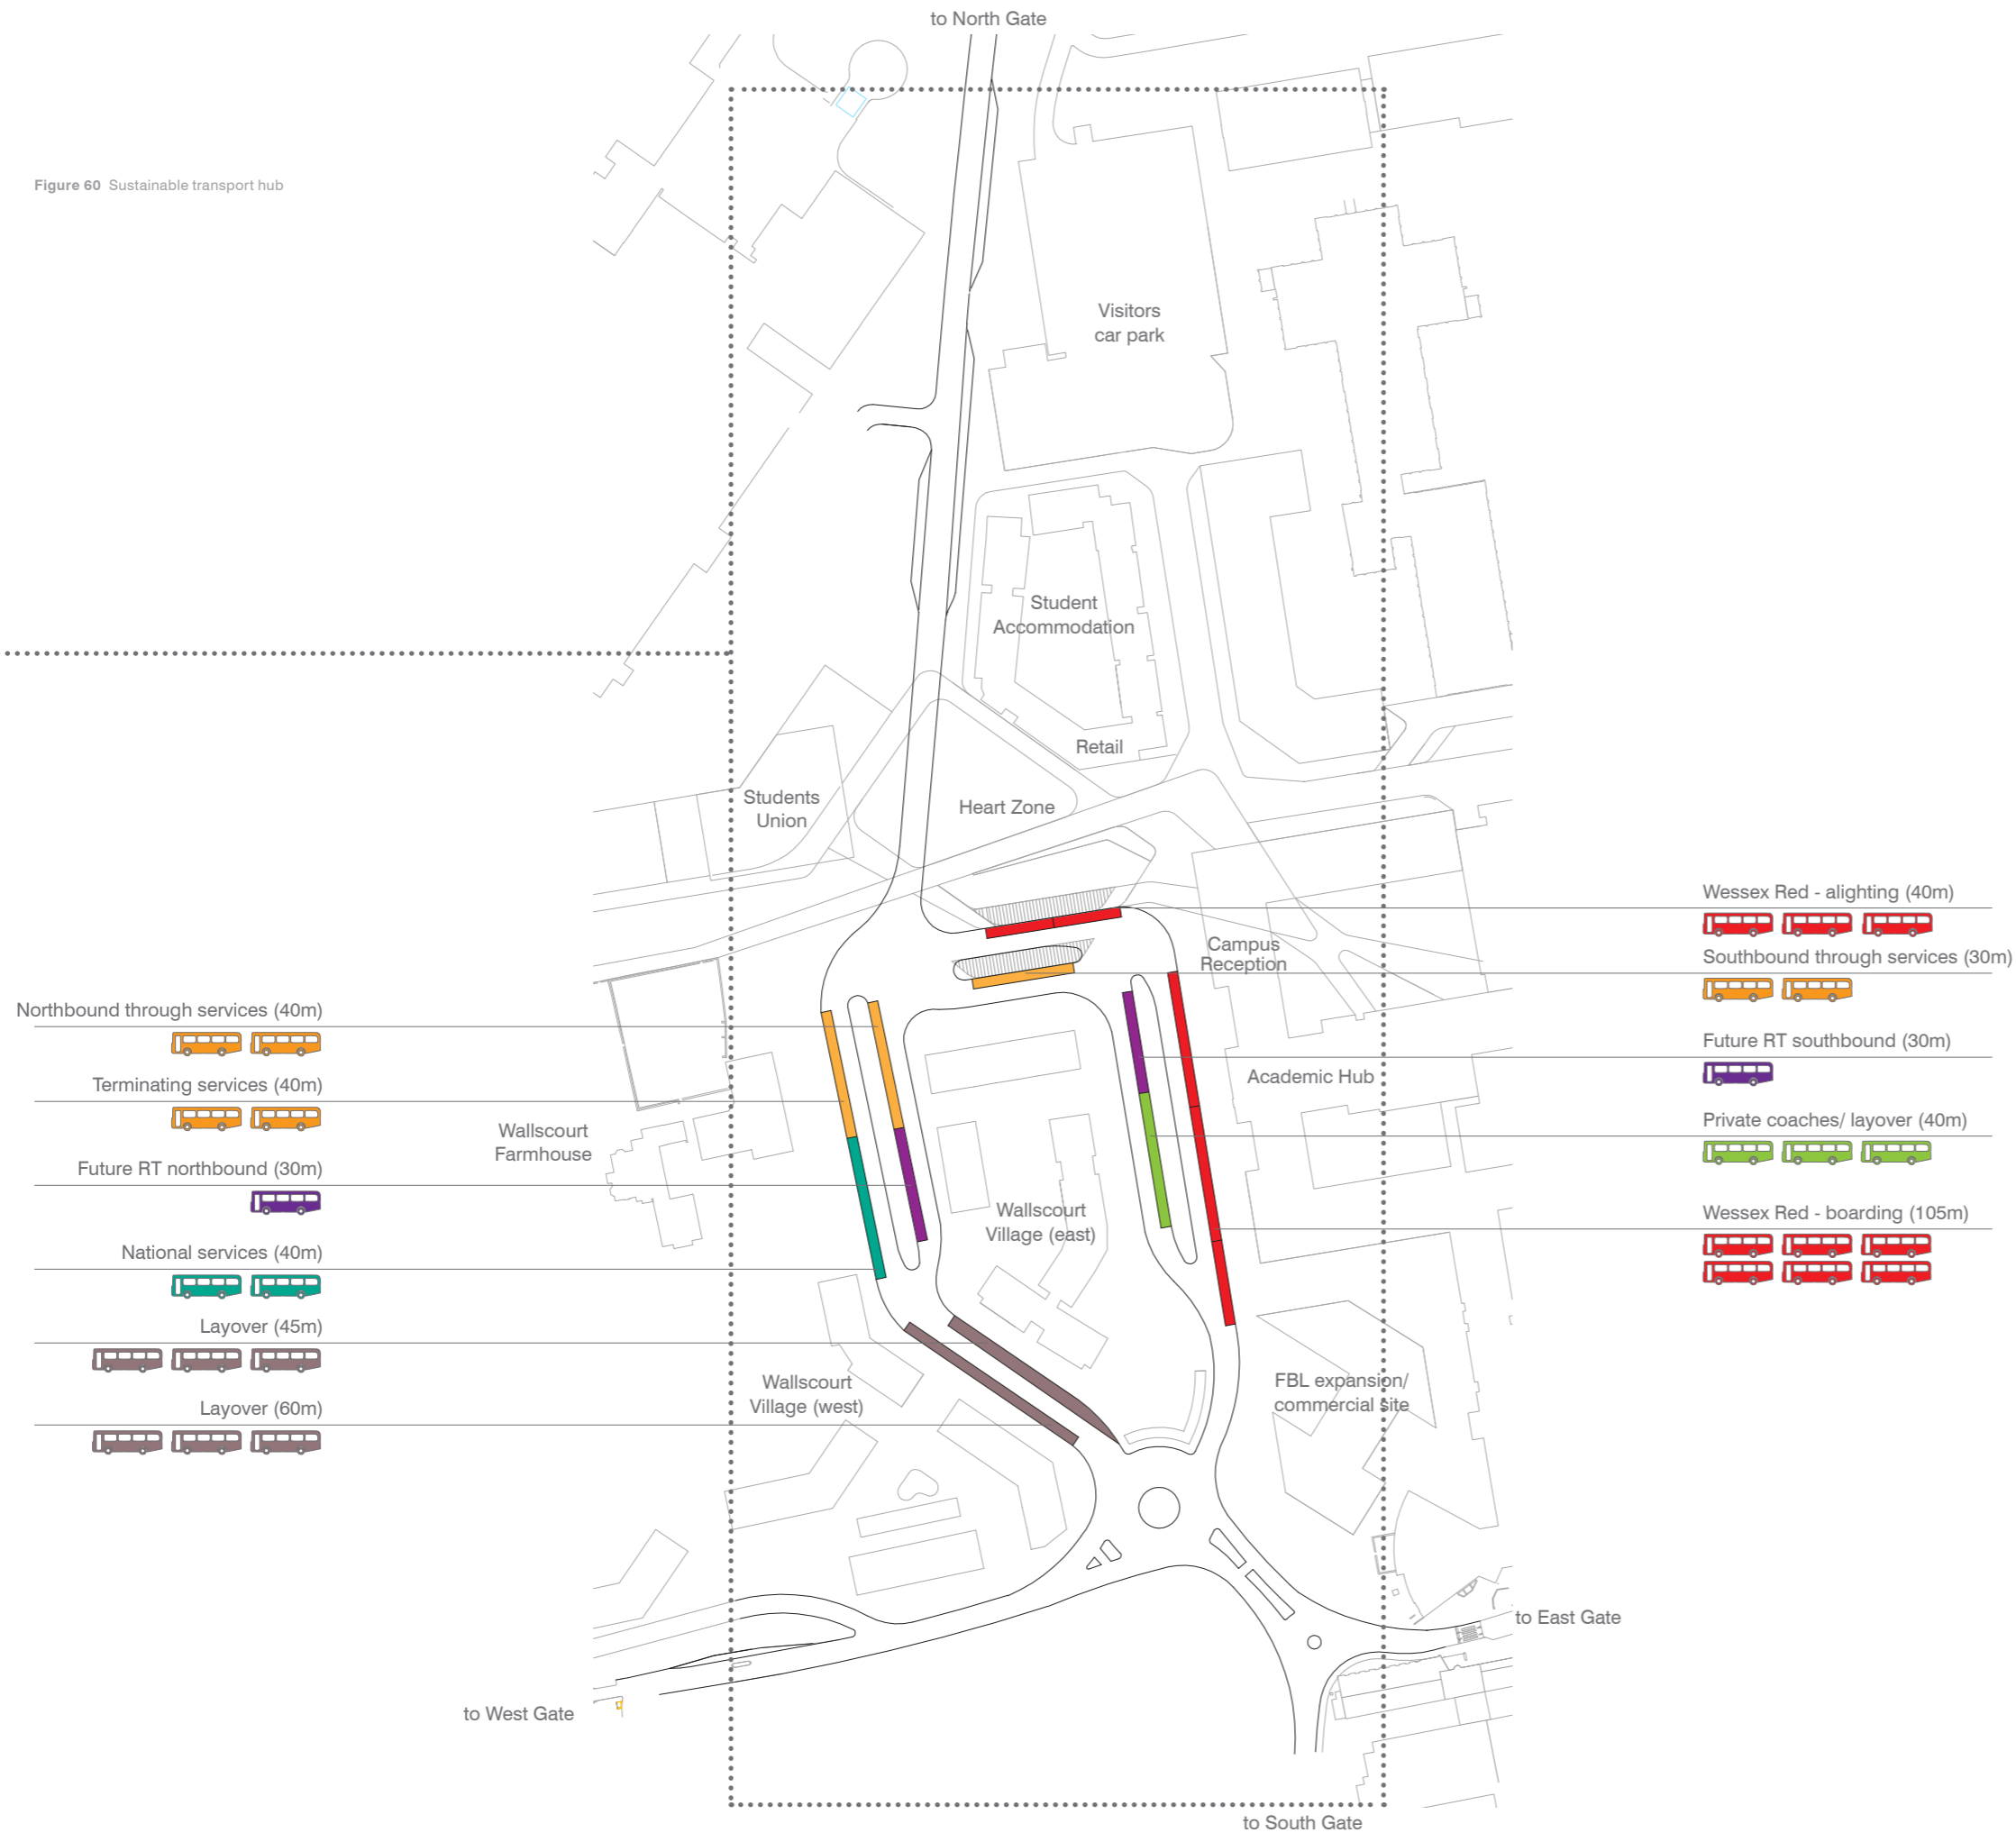 to North Gate
Figure 60 Sustainable transport hub
Visitors
car park
Student
Accommodation
Retail
Students
Union
Heart Zone
Campus
Reception
Academic Hub
Wallscourt
Farmhouse
Wallscourt
Village (east)
Wallscourt
Village (west)
FBL expansion/
commercial site
Northbound through services (40m)
Terminating services (40m)
Future RT northbound (30m)
National services (40m)
Layover (45m)
Layover (60m)
Wessex Red - alighting (40m)
Southbound through services (30m)
Future RT southbound (30m)
Private coaches/ layover (40m)
Wessex Red - boarding (105m)
to East Gate
to West Gate
to South Gate